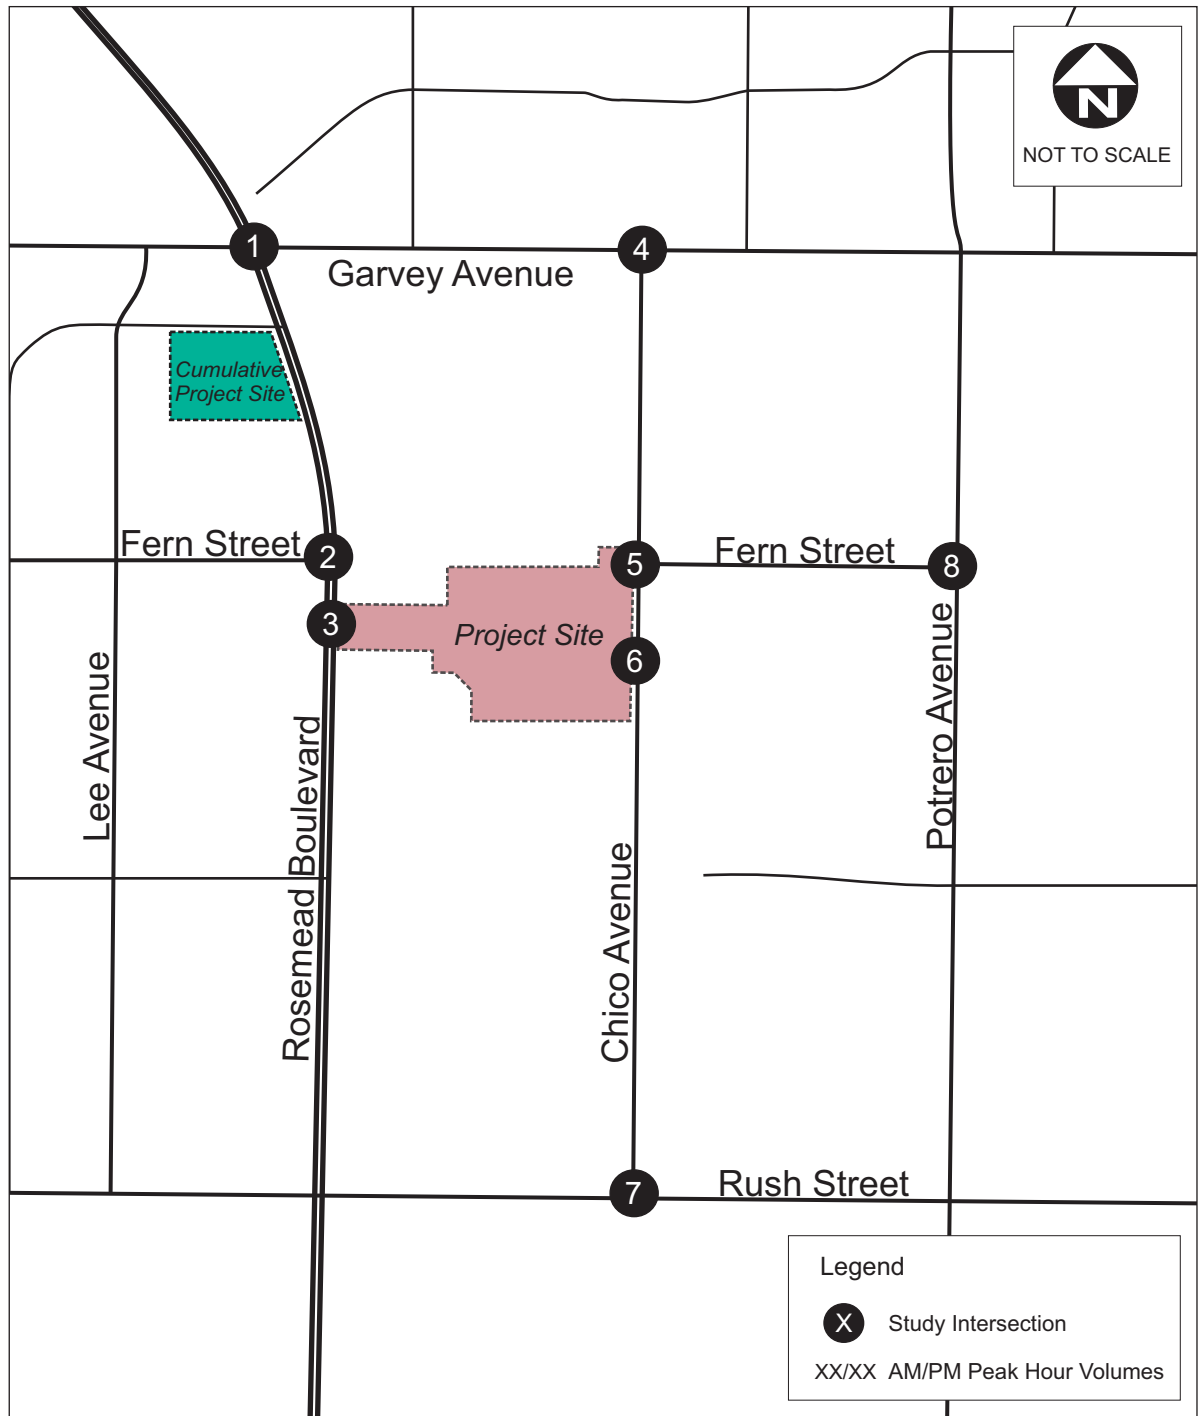 N
NOT TO SCALE
1
4
Garvey Avenue
Cumulative
Project Site
Fern Street
2
5
Fern Street
8
3
Project Site
6
Lee Avenue
Rosemead Boulevard
Chico Avenue
Potrero Avenue
7
Rush Street
Legend
X Study Intersection
XX/XX AM/PM Peak Hour Volumes